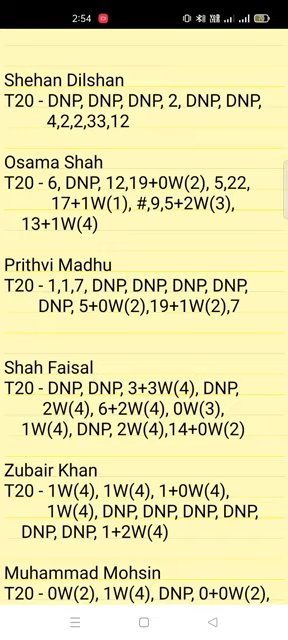 2:54
Shehan Dilshan
T20 - DNP, DNP, DNP, 2, DNP, DNP,
4,2,2,33,12
Osama Shah
T20 - 6, DNP, 12,19+0W(2), 5,22,
17+1W(1), #,9,5+2W(3),
13+1W(4)
Prithvi Madhu
T20 - 1,1,7, DNP, DNP, DNP, DNP,
DNP, 5+0W(2),19+1W(2),7
Shah Faisal
T20 - DNP, DNP, 3+3W(4), DNP,
2W(4), 6+2W(4), 0W(3),
1W(4), DNP, 2W(4),14+0W(2)
Zubair Khan
T20 - 1W(4), 1W(4), 1+0W(4),
1W(4), DNP, DNP, DNP, DNP,
DNP, DNP, 1+2W(4)
Muhammad Mohsin
T20 - 0W(2), 1W(4), DNP, 0+0W(2),